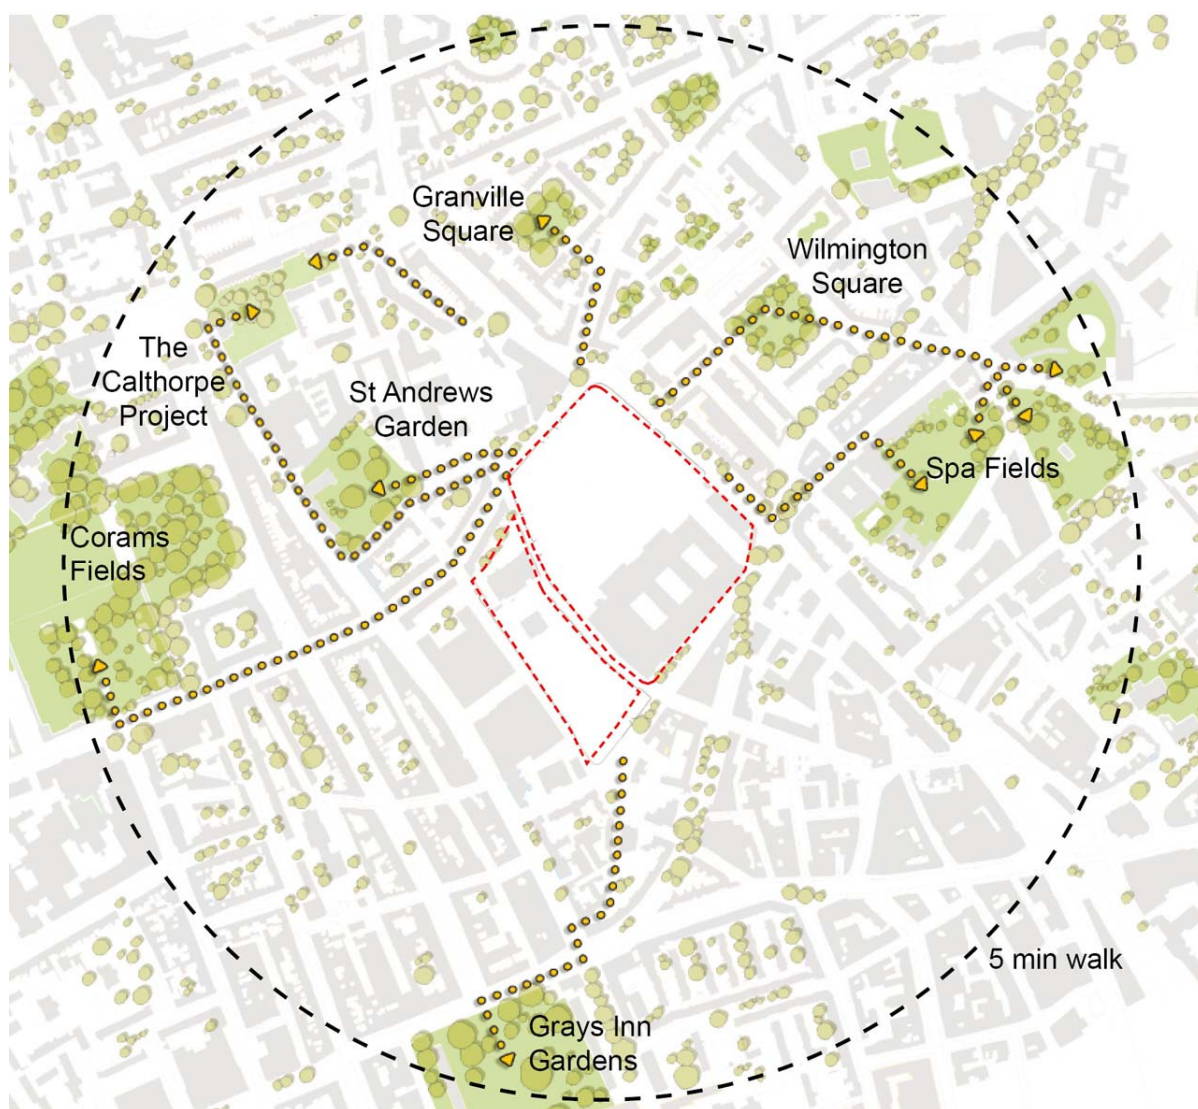 Granville
Square
Wilmington
Square
The
Calthorpe
Project
St Andrews
Garden
Spa Fields
Corams
Fields
5 min walk
Grays Inn
Gardens